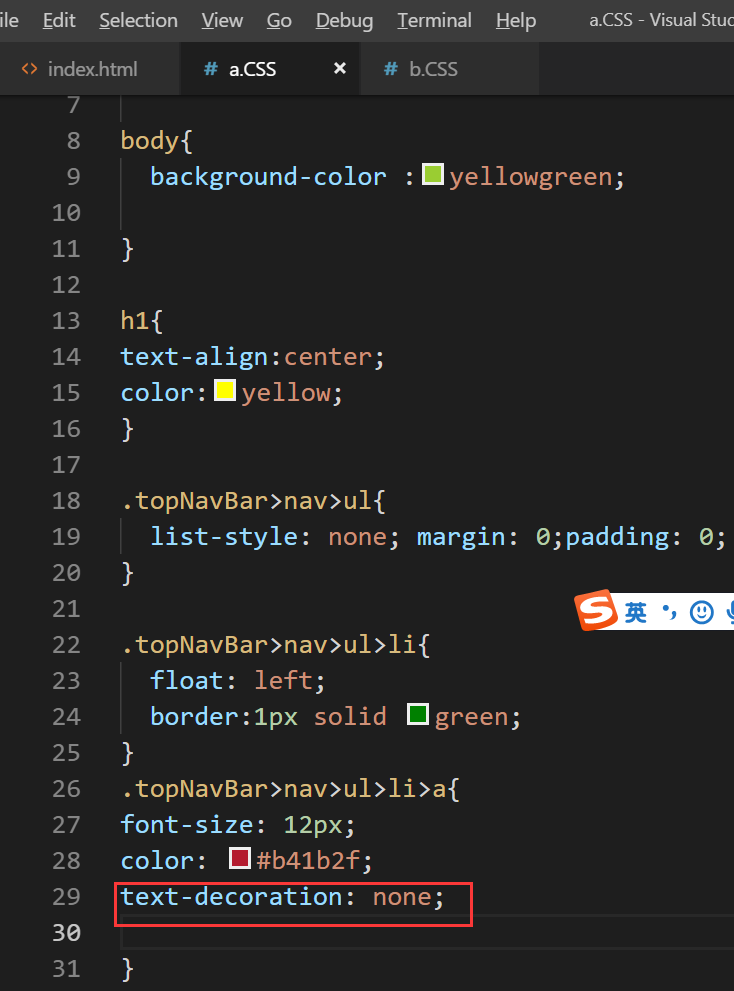 ile Edit Selection View Go Debug Terminal Help a.CSS - Visual Stud
<> index.html # a.CSS × # b.CSS
7
8 body{
9 background-color :yellowgreen;
10
11 }
12
13 h1{
14 text-align:center;
15 color:yellow;
16 }
17
18 .topNavBar>nav>ul{
19 list-style: none; margin: 0;padding: 0;
20 }
21
22 .topNavBar>nav>ul>li{
23 float: left;
24 border:1px solid green;
25 }
26 .topNavBar>nav>ul>li>a{
27 font-size: 12px;
28 color: #b41b2f;
29 text-decoration: none;
30
31 }
S 英 •,